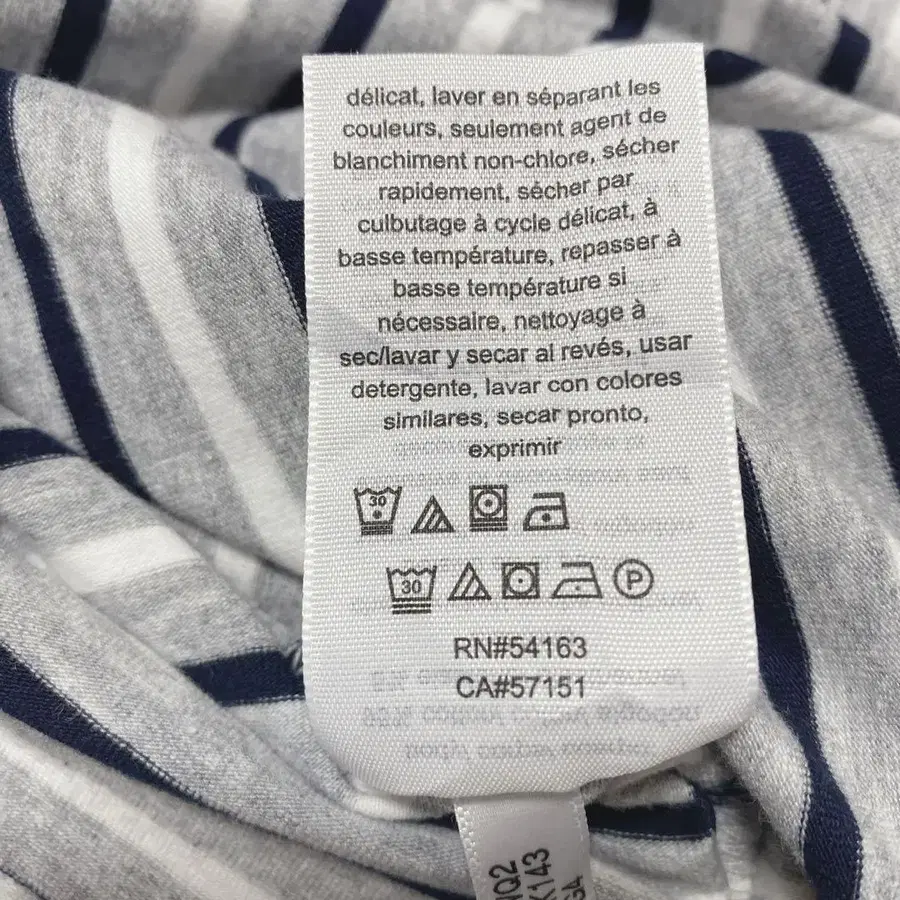 délicat, laver en séparant les
couleurs, seulement agent de
blanchiment non-chlore, sécher
rapidement, sécher par
culbutage à cycle délicat, à
basse température, repasser à
basse température si
nécessaire, nettoyage à
sec/lavar y secar al revés, usar
detergente, lavar con colores
similares, secar pronto,
exprimir
30
30
P
RN#54163
CA#57151